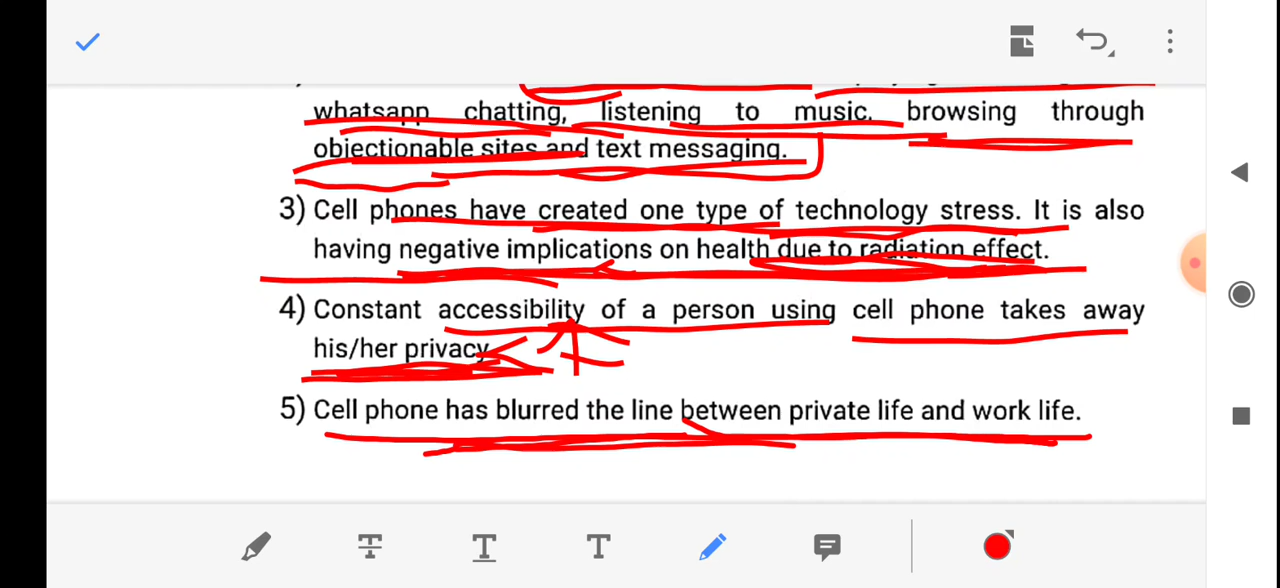 whatsapp chatting, listening to music. browsing through
objectionable sites and text messaging.
3) Cell phones have created one type of technology stress. It is also
having negative implications on health due to radiation effect.
4) Constant accessibility of a person using cell phone takes away
his/her privacy
5) Cell phone has blurred the line between private life and work life.